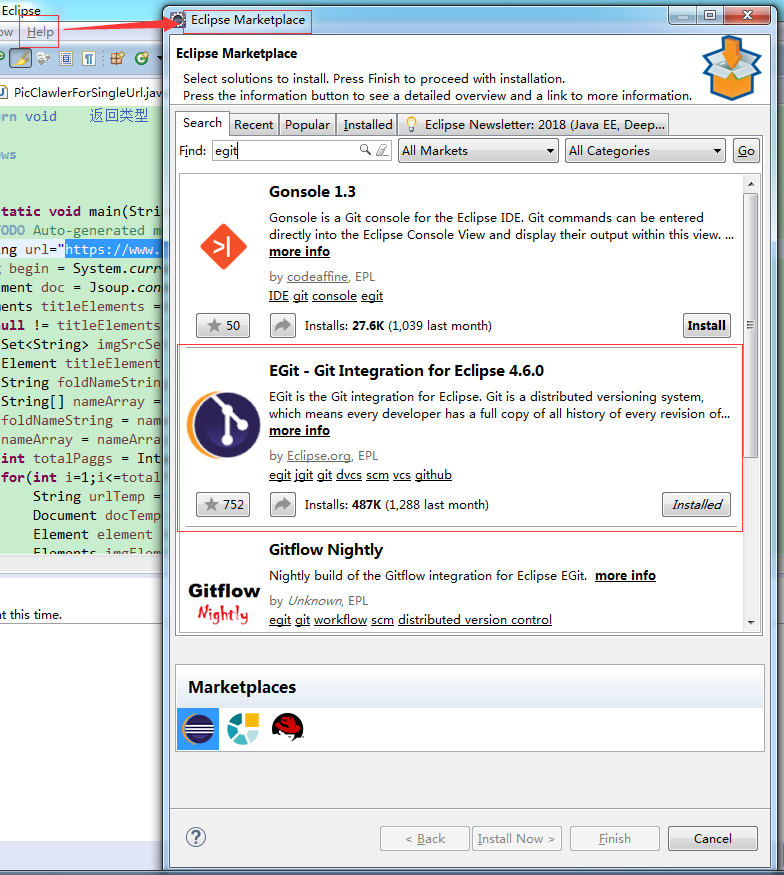 Eclipse
ow Help
PicClawlerForSingleUrl.jav
rn void 返回类型
ows
static void main(Stri
TODO Auto-generated m
ng url="https://www.
g begin = System.curr
ument doc = Jsoup.con
ments titleElements =
null != titleElements
Set<String> imgSrcSe
Element titleElement
String foldNameStrin
String[] nameArray =
foldNameString = nam
nameArray = nameArra
int totalPaggs = Int
for(int i=1;i<=total
String urlTemp =
Document docTemp
Element element
Elements imgElem
at this time.
Eclipse Marketplace
Eclipse Marketplace
Select solutions to install. Press Finish to proceed with installation.
Press the information button to see a detailed overview and a link to more information.
Search Recent Popular Installed Eclipse Newsletter: 2018 (Java EE, Deep...
Find: egit All Markets All Categories Go
Gonsole 1.3
Gonsole is a Git console for the Eclipse IDE. Git commands can be entered
directly into the Eclipse Console View and display their output within this view. ...
more info
by codeaffine, EPL
IDE git console egit
50 Installs: 27.6K (1,039 last month) Install
EGit - Git Integration for Eclipse 4.6.0
EGit is the Git integration for Eclipse. Git is a distributed versioning system,
which means every developer has a full copy of all history of every revision of...
more info
by Eclipse.org, EPL
egit jgit git dvcs scm vcs github
752 Installs: 487K (1,288 last month) Installed
Gitflow Nightly
Gitflow
Nightly
Nightly build of the Gitflow integration for Eclipse EGit. more info
by Unknown, EPL
egit git workflow scm distributed version control
Marketplaces
? < Back Install Now > Finish Cancel